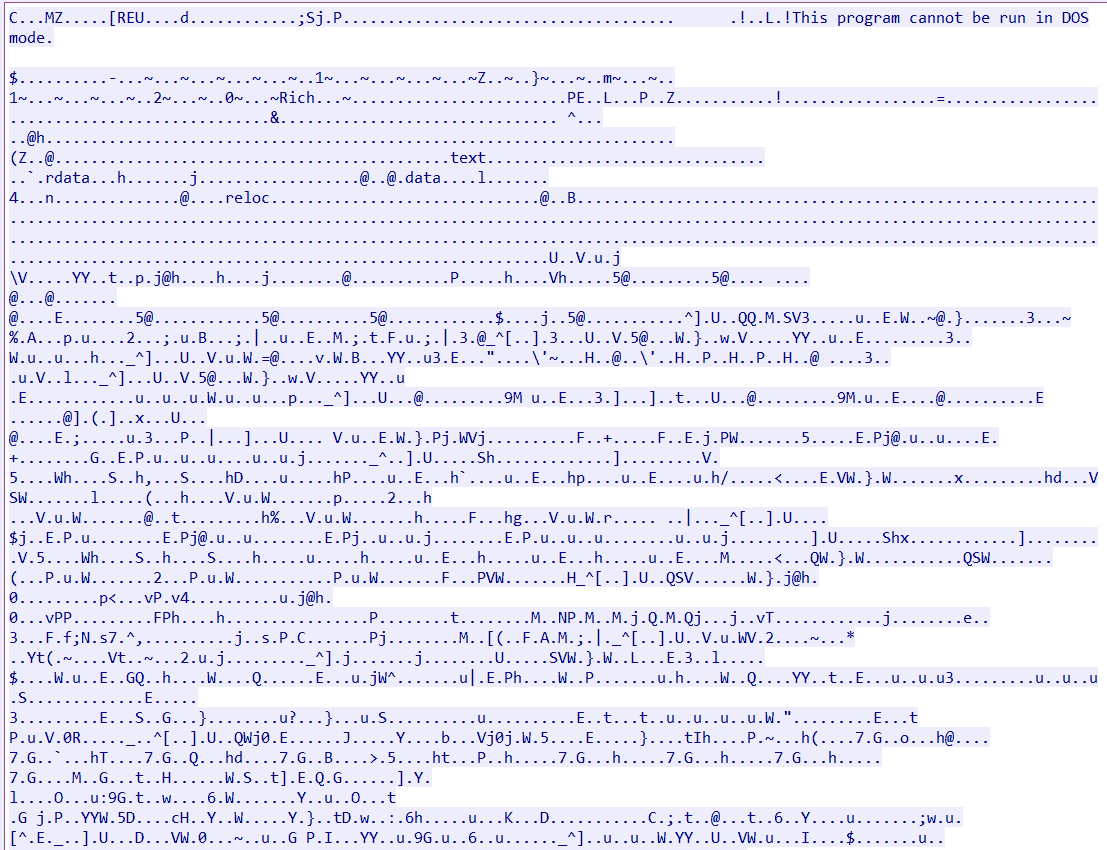 C...MZ.....[REU....d............;Sj.P.....................................      .!..L.!This program cannot be run in DOS
mode.
$..........-...~...~...~...~...~..1~...~...~...~...~Z..~..}~...~..m~...~..
1~...~...~...~..2~...~..0~...~Rich...~........................PE..L...P..Z...........!.................=.................
.............................&............................... ^...
..@h......................................................................
(Z..@............................................text...............................
..`.rdata...h.......j..................@..@.data....l.......
4...n..............@....reloc..............................@..B..........................................................
.........................................................................................................................
.........................................................................................................................
............................................................U..V.u.j
\V.....YY..t..p.j@h....h....j........@...........P.....h....Vh.....5@.........5@.... ....
@...@.......
@....E........5@............5@..........5@............$....j..5@...........^].U..QQ.M.SV3.....u..E.W..~@.}.......3...~
%.A...p.u....2...;.u.B...;.|..u..E..M.;.t.F.u.;.|.3.@_^[..].3...U..V.5@...W.}..w.V.....YY..u..E.........3..
W.u..u...h..._^]...U..V.u.W.=@....v.W.B...YY..u3.E..."....\'~...H..@..\'..H..P..H..P..H..@ ...3..
.u.V..l..._^]...U..V.5@...W.}..w.V.....YY..u
.E............u..u..u.W.u..u...p..._^]...U...@.........9M u..E...3.]...]..t...U...@.........9M.u..E....@..........E
......@].(.]..x...U...
@....E.;.....u.3...P..|...]...U.... V.u..E.W.}.Pj.WVj..........F..+.....F..E.j.PW.......5.....E.Pj@.u..u....E.
+........G..E.P.u..u..u....u..u.j......._^..].U.....Sh.............].........V.
5....Wh....S..h,...S....hD....u.....hP....u..E...h`....u..E...hp....u..E....u.h/.....<....E.VW.}.W.......x.........hd...V
SW.......l.....(...h....V.u.W.......p.....2...h
...V.u.W.......@..t.........h%...V.u.W.......h.....F...hg...V.u.W.r..... ..|..._^[..].U....
$j..E.P.u........E.Pj@.u..u........E.Pj..u..u.j........E.P.u..u..u........u..u.j.........].U.....Shx............]........
.V.5....Wh....S..h....S....h.....u.....h.....u..E...h.....u..E...h.....u..E....M.....<...QW.}.W...........QSW.......
(...P.u.W.......2...P.u.W...........P.u.W.......F...PVW.......H_^[..].U..QSV......W.}.j@h.
0.........p<...vP.v4..........u.j@h.
0...vPP.........FPh....h................P........t........M..NP.M..M.j.Q.M.Qj...j..vT............j........e..
3...F.f;N.s7.^,..........j..s.P.C.......Pj........M..[(..F.A.M.;.|._^[..].U..V.u.WV.2....~...*
..Yt(.~....Vt..~...2.u.j........._^].j.......j........U.....SVW.}.W..L...E.3..l.....
$....W.u..E..GQ..h....W....Q......E...u.jW^.......u|.E.Ph....W..P.......u.h....W..Q....YY..t..E...u..u.u3.........u..u..u
.S.............E.....
3.........E...S..G...}........u?...}...u.S..........u..........E..t...t..u..u..u..u.W.".........E...t
P.u.V.0R......_..^[..].U..QWj0.E......J.....Y....b...Vj0j.W.5....E.....}....tIh....P.~...h(....7.G..o...h@....
7.G..`...hT....7.G..Q...hd....7.G..B....>.5....ht...P..h.....7.G...h.....7.G...h.....7.G...h.....
7.G....M..G...t..H......W.S..t].E.Q.G......].Y.
l....O...u:9G.t..w....6.W.......Y..u..O...t
.G j.P..YYW.5D....cH..Y..W.....Y.}..tD.w..:.6h.....u...K...D...........C.;.t..@...t..6..Y....u.......;w.u.
[^.E._..].U...D...VW.0...~..u..G P.I...YY..u.9G.u..6..u......_^]..u..u.W.YY...U..VW.u...I....$.......u..